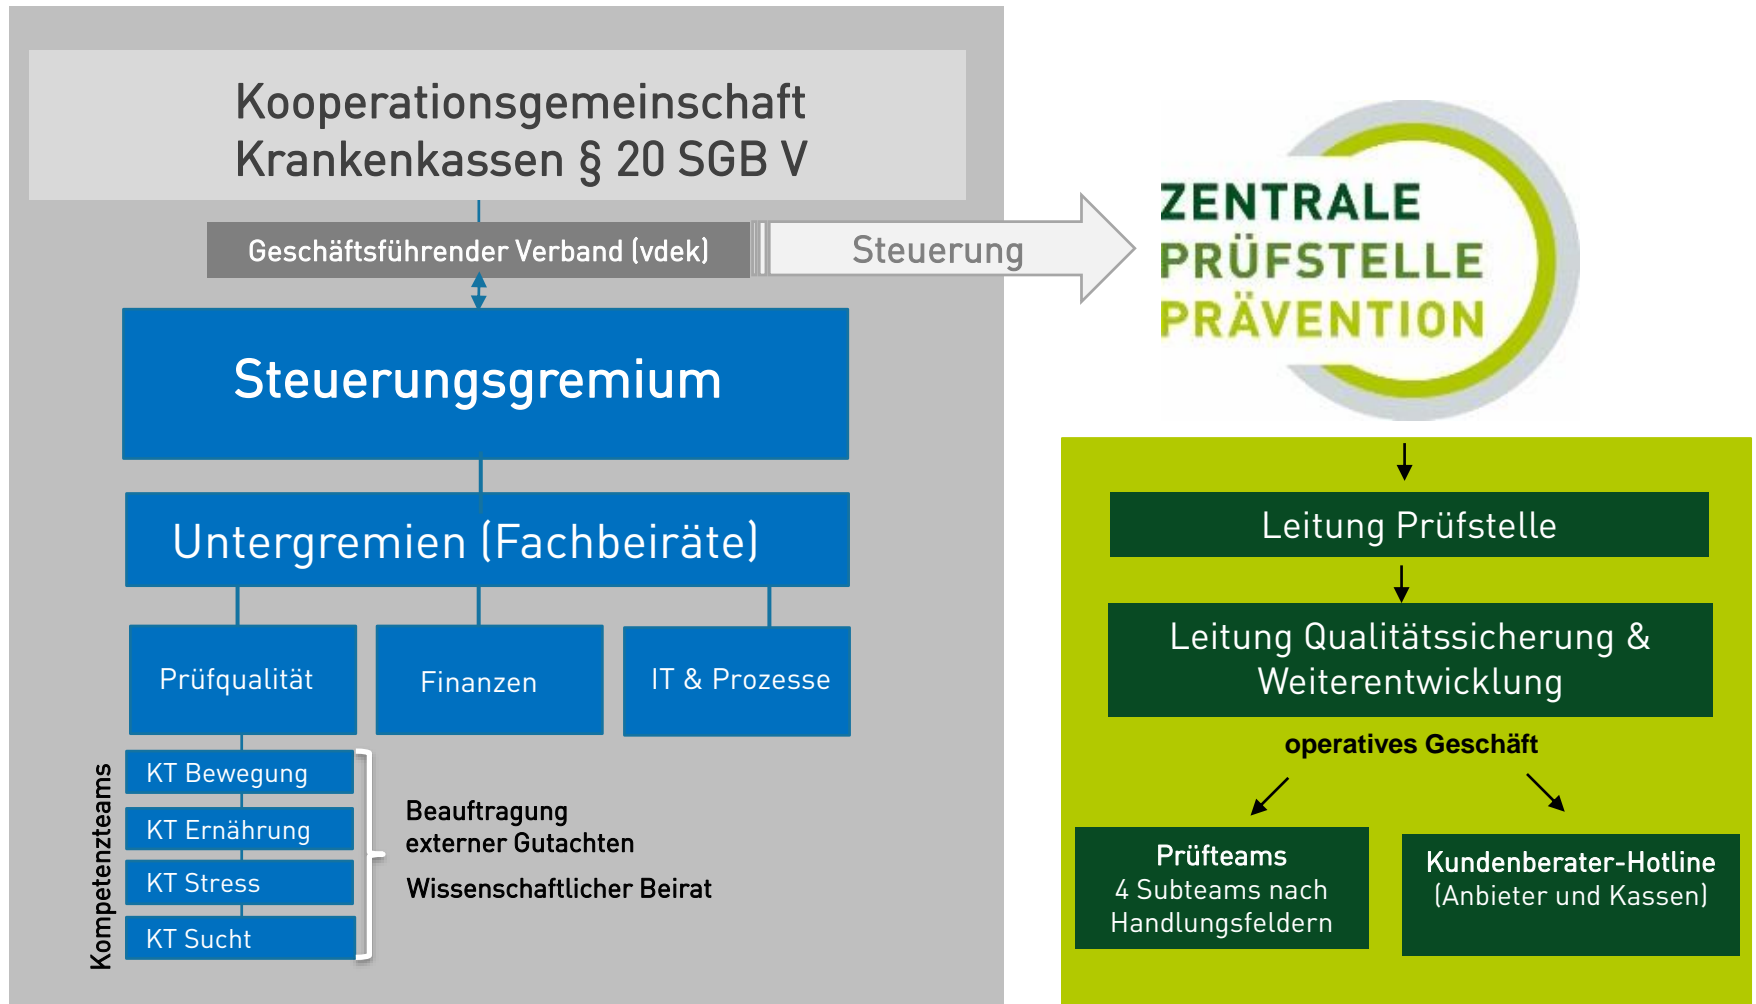 Kooperationsgemeinschaft
Krankenkassen § 20 SGB V
Geschäftsführender Verband (vdek)
Steuerung
Steuerungsgremium
Untergremien (Fachbeiräte)
Prüfqualität
Finanzen
IT & Prozesse
Kompetenzteams
KT Bewegung
KT Ernährung
KT Stress
KT Sucht
Beauftragung
externer Gutachten
Wissenschaftlicher Beirat
ZENTRALE
PRÜFSTELLE
PRÄVENTION
Leitung Prüfstelle
Leitung Qualitätssicherung &
Weiterentwicklung
operatives Geschäft
Prüfteams
4 Subteams nach
Handlungsfeldern
Kundenberater-Hotline
(Anbieter und Kassen)